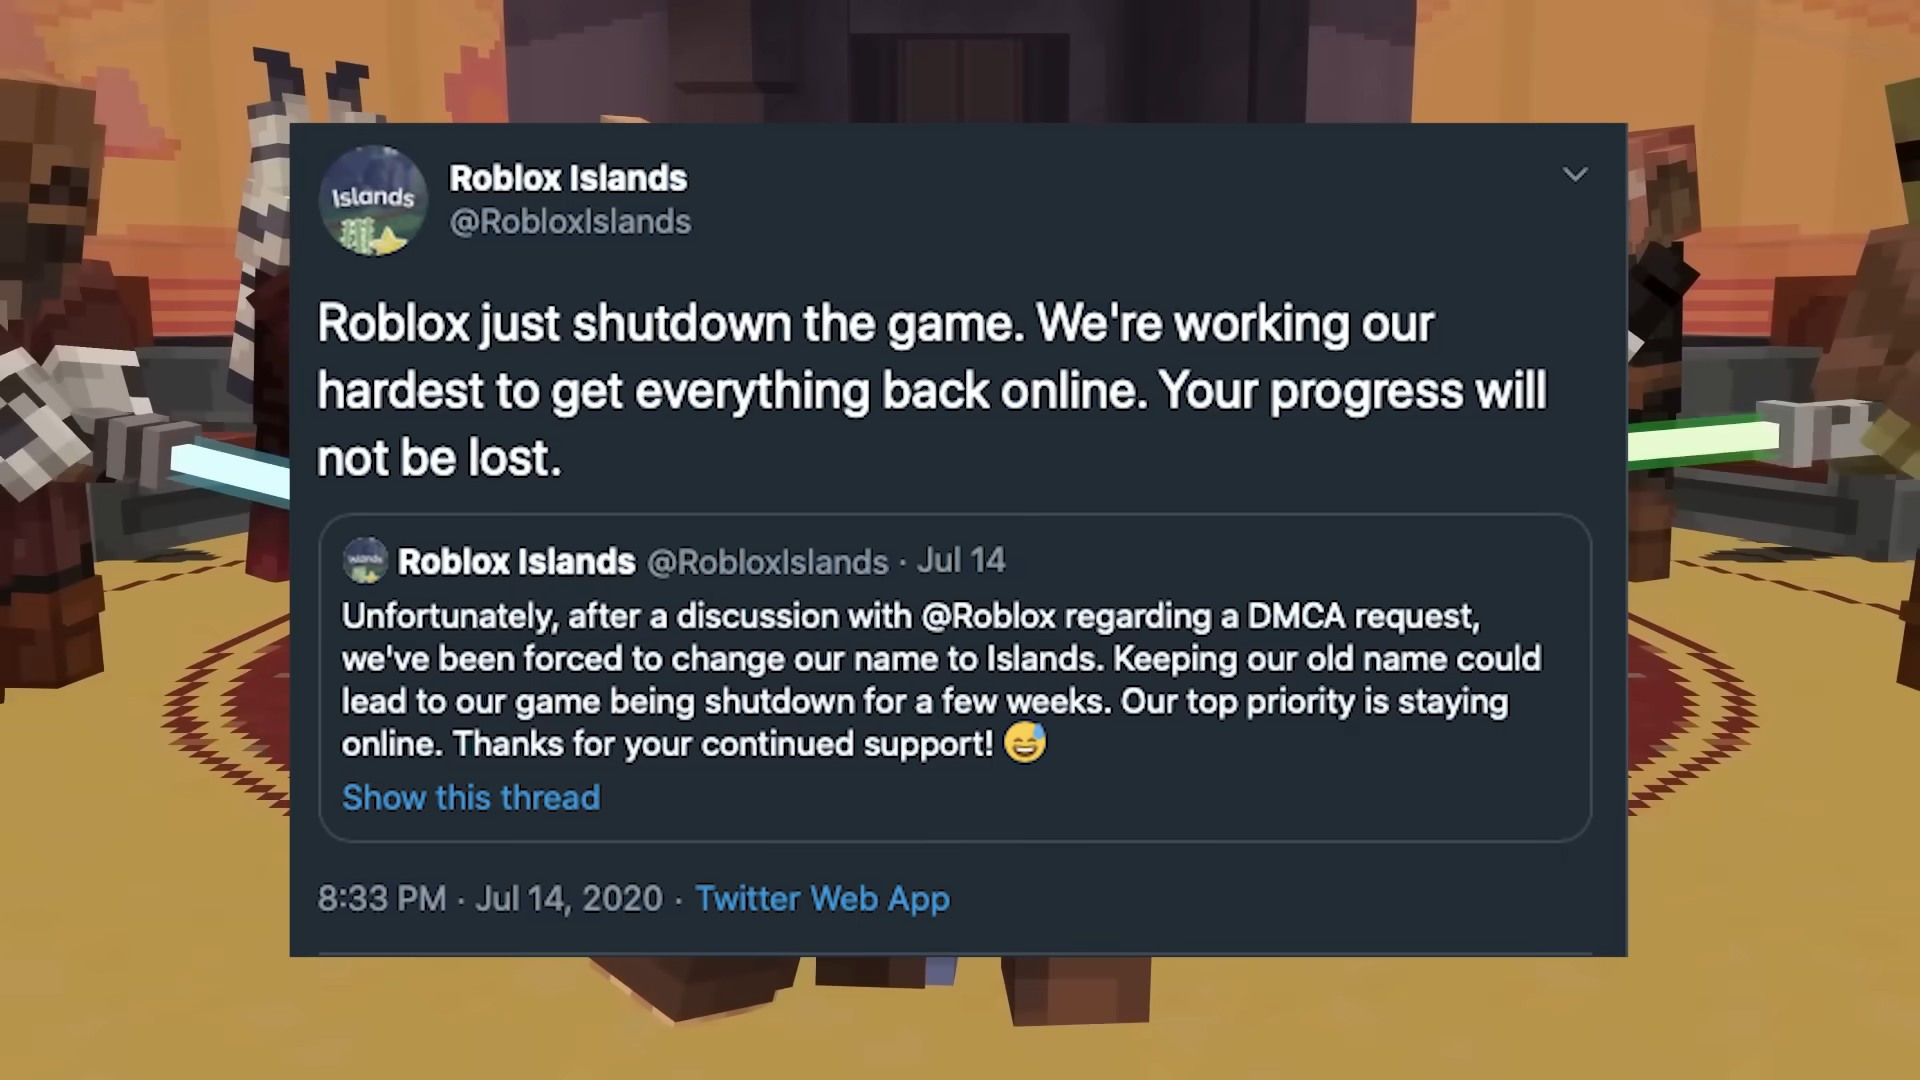 Islands
Roblox Islands
@RobloxIslands
Roblox just shutdown the game. We're working our
hardest to get everything back online. Your progress will
not be lost.
Islands
Roblox Islands @RobloxIslands · Jul 14
Unfortunately, after a discussion with @Roblox regarding a DMCA request,
we've been forced to change our name to Islands. Keeping our old name could
lead to our game being shutdown for a few weeks. Our top priority is staying
online. Thanks for your continued support! 😅
Show this thread
8:33 PM · Jul 14, 2020 · Twitter Web App